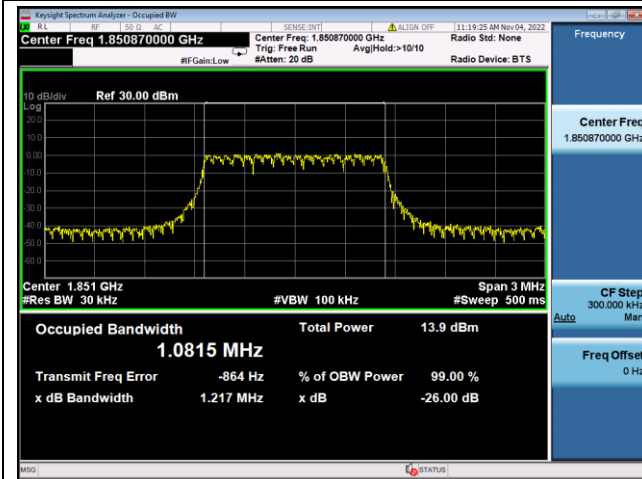 Keysight Spectrum Analyzer - Occupied BW
RL RF 50 Ω AC SENSE:INT ALIGN OFF 11:19:25 AM Nov 04, 2022
Center Freq 1.850870000 GHz
Center Freq: 1.850870000 GHz
Radio Std: None
Trig: Free Run Avg|Hold:>10/10
#IFGain:Low #Atten: 20 dB Radio Device: BTS
Frequency
10 dB/div Ref 30.00 dBm
Log
20.0
10.0
0.00
-10.0
-20.0
-30.0
-40.0
-50.0
-60.0
Center Freq
1.850870000 GHz
Center 1.851 GHz Span 3 MHz
#Res BW 30 kHz #VBW 100 kHz #Sweep 500 ms
CF Step
300.000 kHz
Auto Man
Occupied Bandwidth Total Power 13.9 dBm
1.0815 MHz
Transmit Freq Error -864 Hz % of OBW Power 99.00 %
x dB Bandwidth 1.217 MHz x dB -26.00 dB
Freq Offset
0 Hz
MSG STATUS